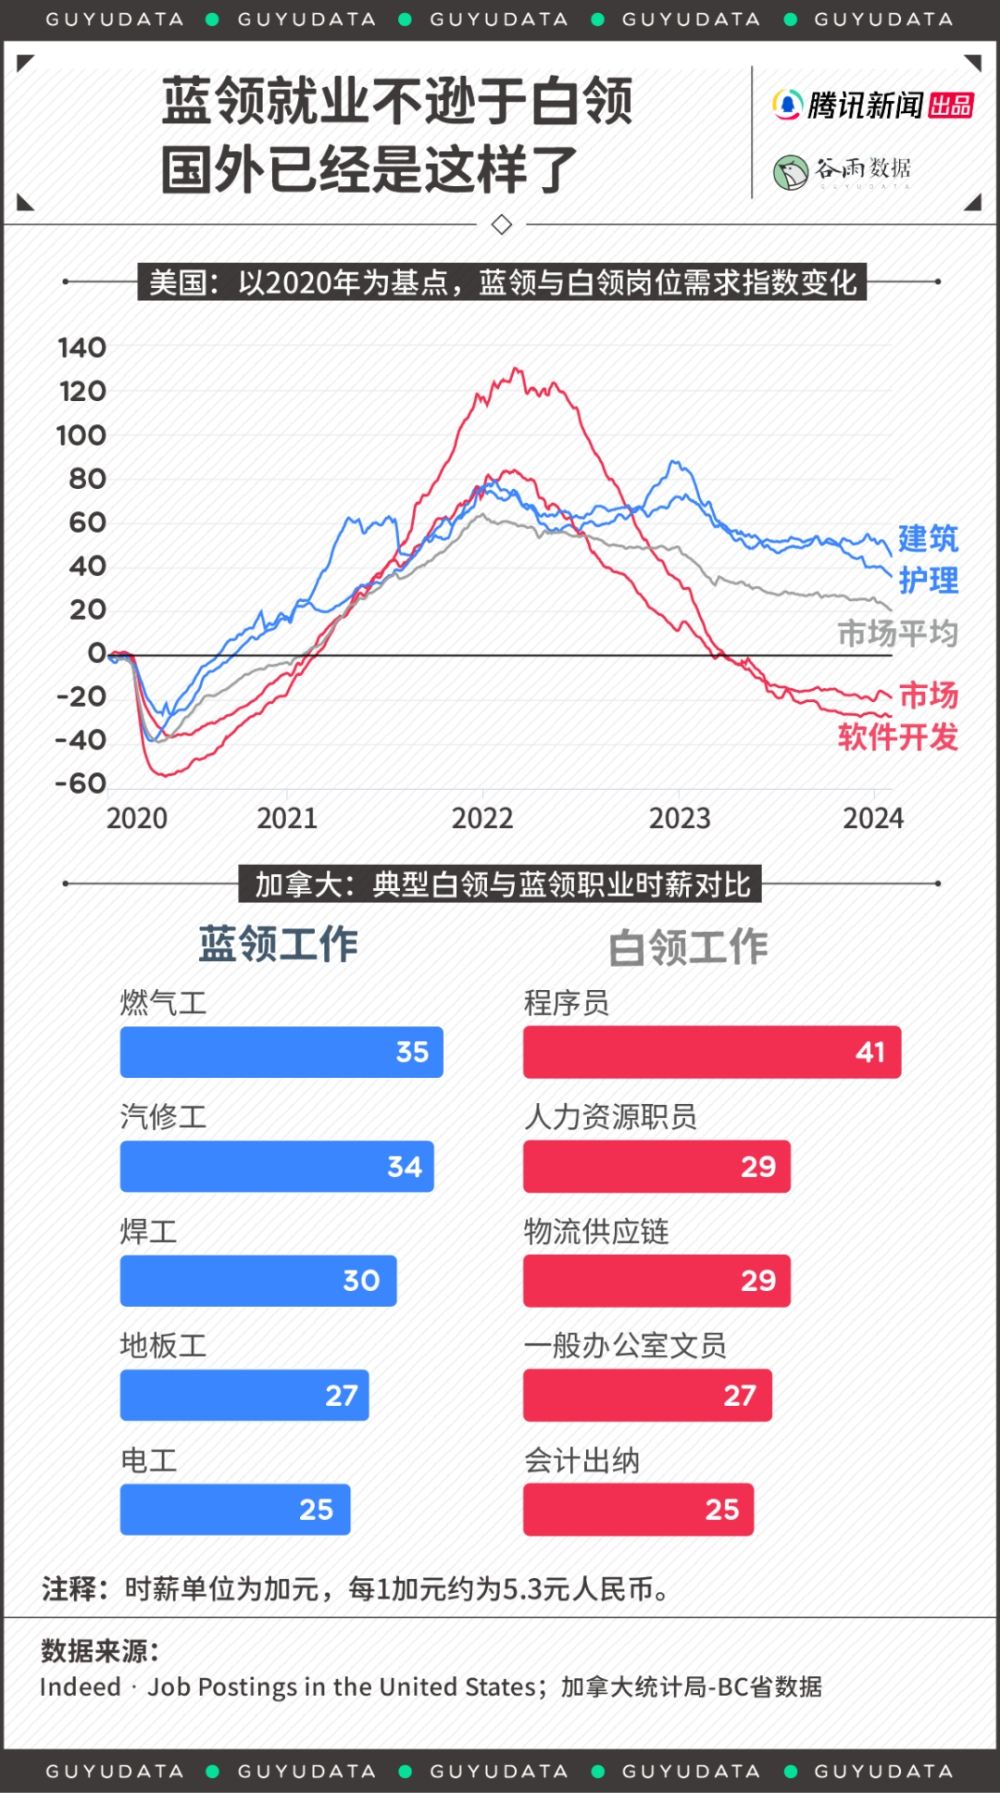 GUYUDATA ● GUYUDATA ● GUYUDATA ● GUYUDATA ● GUYUDATA
蓝领就业不逊于白领
国外已经是这样了
腾讯新闻 出品
谷雨数据
GUYUDATA
美国：以2020年为基点，蓝领与白领岗位需求指数变化
140
120
100
80
60
40
20
0
-20
-40
-60
建筑
护理
市场平均
市场
软件开发
2020 2021 2022 2023 2024
加拿大：典型白领与蓝领职业时薪对比
蓝领工作 白领工作
燃气工 程序员
35 41
汽修工 人力资源职员
34 29
焊工 物流供应链
30 29
地板工 一般办公室文员
27 27
电工 会计出纳
25 25
注释：时薪单位为加元，每1加元约为5.3元人民币。
数据来源：
Indeed · Job Postings in the United States；加拿大统计局-BC省数据
GUYUDATA ● GUYUDATA ● GUYUDATA ● GUYUDATA ● GUYUDATA